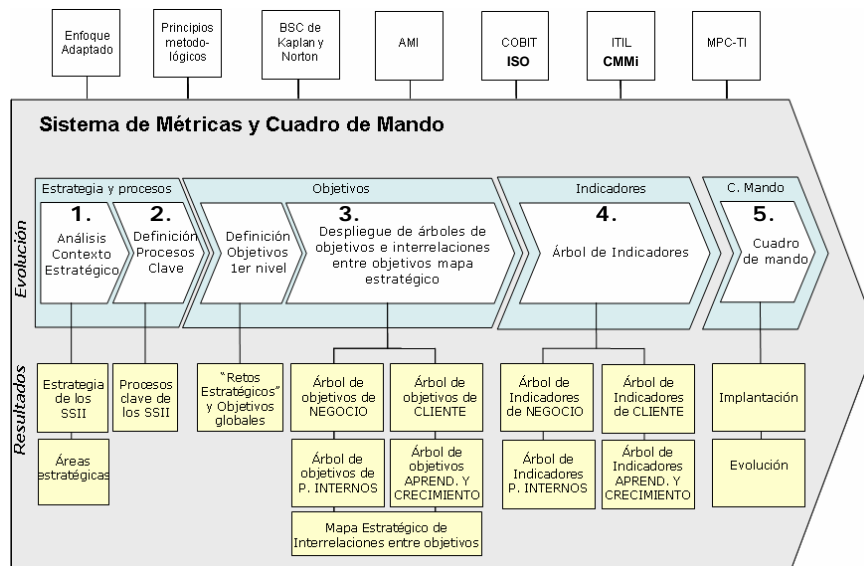 Enfoque
Adaptado
Principios
metodo-
lógicos
BSC de
Kaplan y
Norton
AMI
COBIT
ISO
ITIL
CMMi
MPC-TI
Sistema de Métricas y Cuadro de Mando
Evolución
Estrategia y procesos
1.
Análisis
Contexto
Estratégico
2.
Definición
Procesos
Clave
Objetivos
Definición
Objetivos
1er nivel
3.
Despliegue de árboles de
objetivos e interrelaciones
entre objetivos mapa
estratégico
Indicadores
4.
Árbol de Indicadores
C. Mando
5.
Cuadro
de mando
Resultados
Estrategia
de los
SSII
Áreas
estratégicas
Procesos
clave de
los SSII
"Retos
Estratégicos"
y Objetivos
globales
Árbol de
objetivos de
NEGOCIO
Árbol de
objetivos de
CLIENTE
Árbol de
objetivos de
P. INTERNOS
Árbol de
objetivos
APREND. Y
CRECIMIENTO
Mapa Estratégico de
Interrelaciones entre objetivos
Árbol de
Indicadores
de NEGOCIO
Árbol de
Indicadores
de CLIENTE
Árbol de
Indicadores
P. INTERNOS
Árbol de
Indicadores
APREND. Y
CRECIMIENTO
Implantación
Evolución